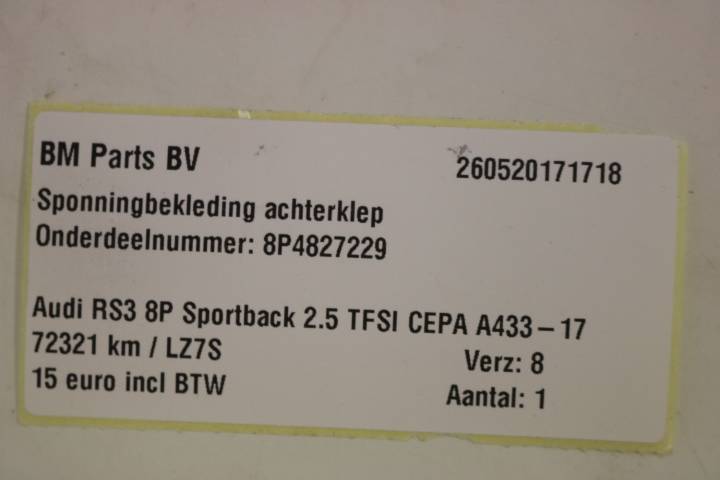 BM Parts BV 260520171718
Sponningbekleding achterklep
Onderdeelnummer: 8P4827229
Audi RS3 8P Sportback 2.5 TFSI CEPA A433-17
72321 km / LZ7S Verz: 8
15 euro incl BTW Aantal: 1